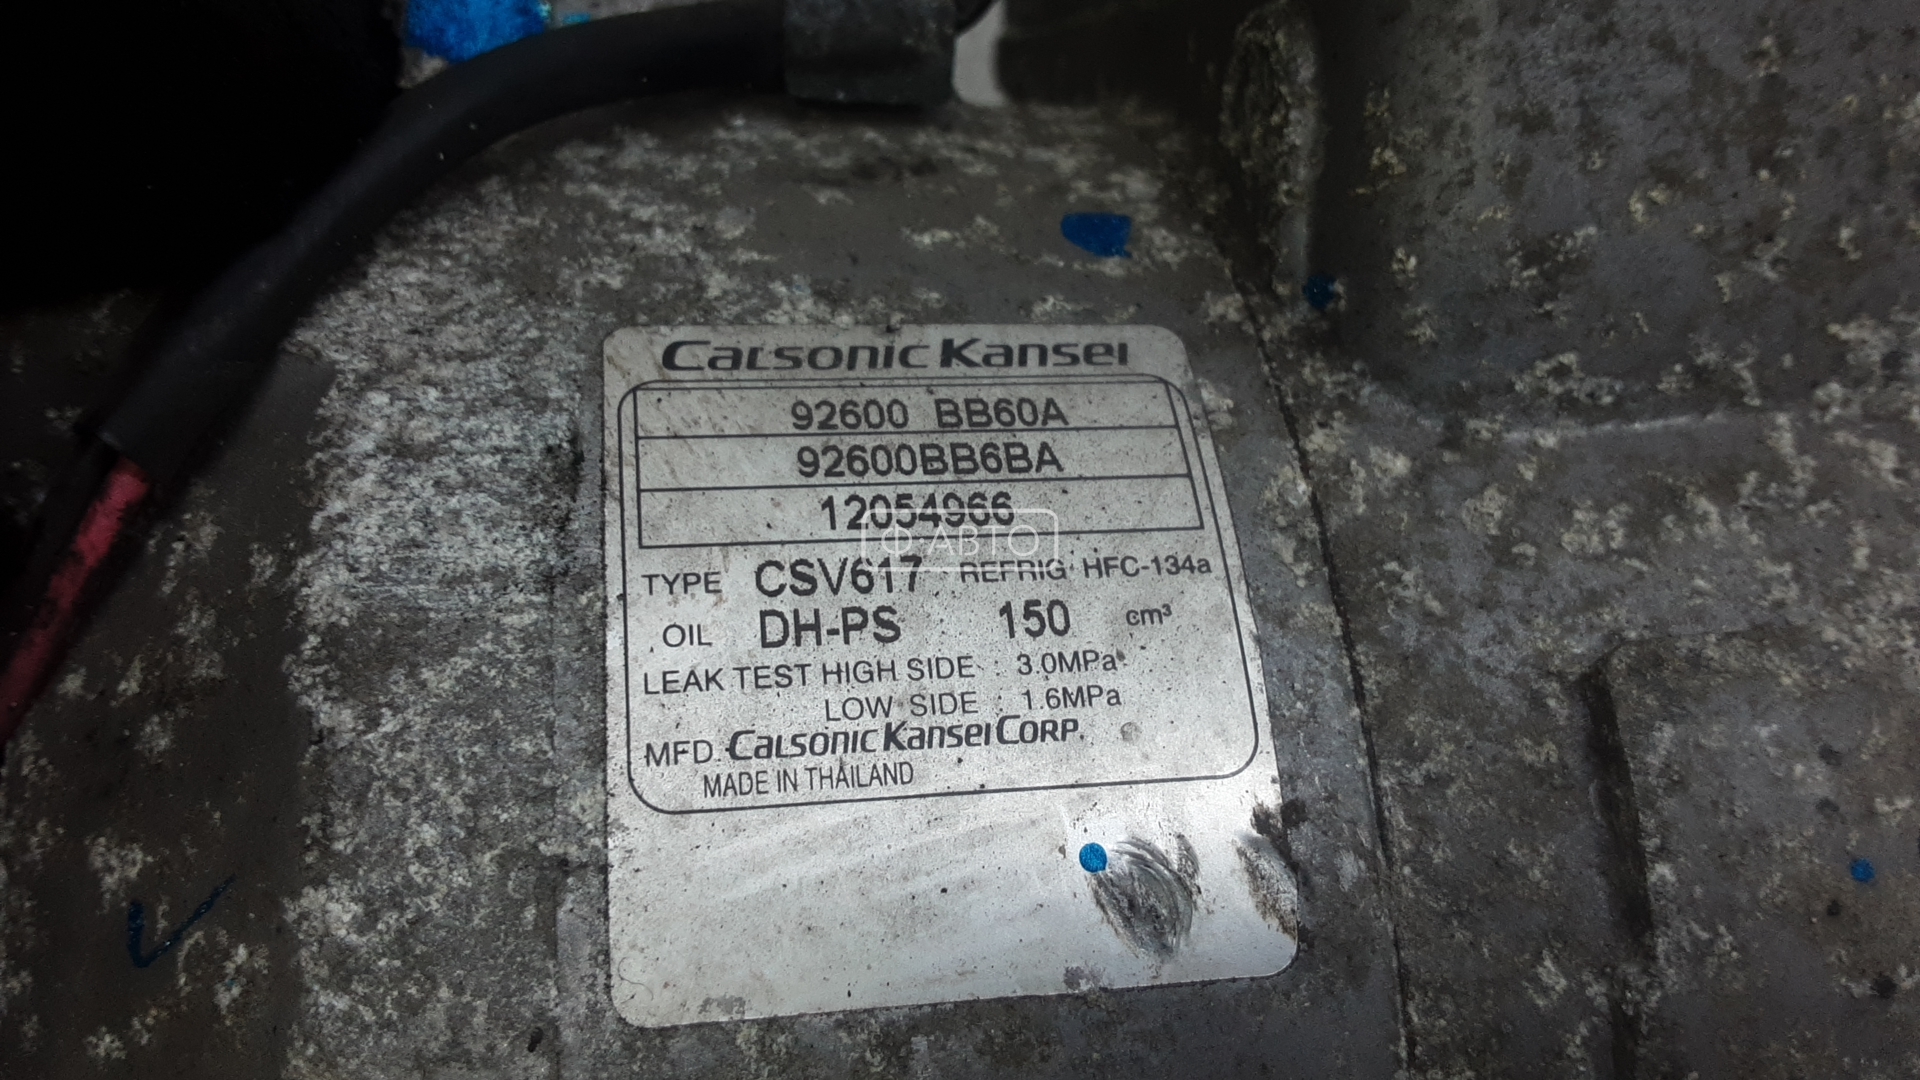 Calsonic Kansei
92600 BB60A
92600BB6BA
12054966
Ф АВТО
TYPE CSV617 REFRIG HFC-134a
OIL DH-PS 150 cm³
LEAK TEST HIGH SIDE : 3.0MPa
LOW SIDE : 1.6MPa
MFD. Calsonic Kansei Corp.
MADE IN THAILAND